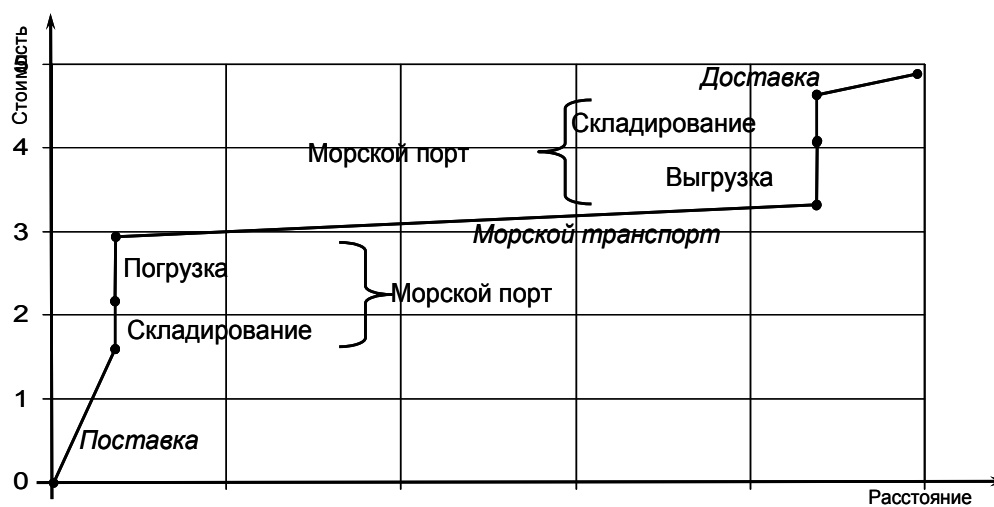 Стоимость
5
Доставка
Складирование
4
Морской порт
Выгрузка
3
Морской транспорт
Погрузка
Морской порт
2
Складирование
1
Поставка
0
Расстояние